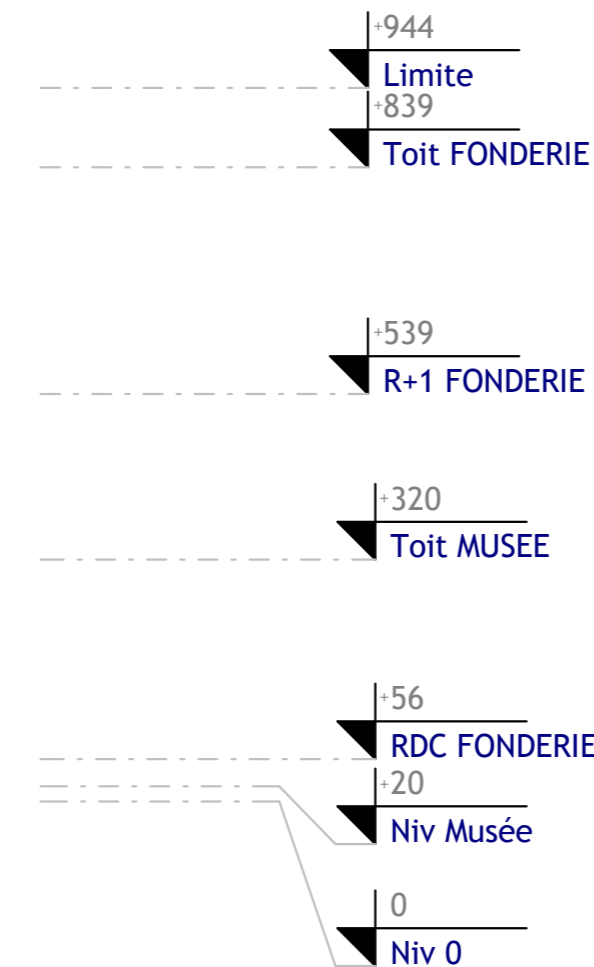 +944
Limite
+839
Toit FONDERIE
+539
R+1 FONDERIE
+320
Toit MUSEE
+56
RDC FONDERIE
+20
Niv Musée
0
Niv 0